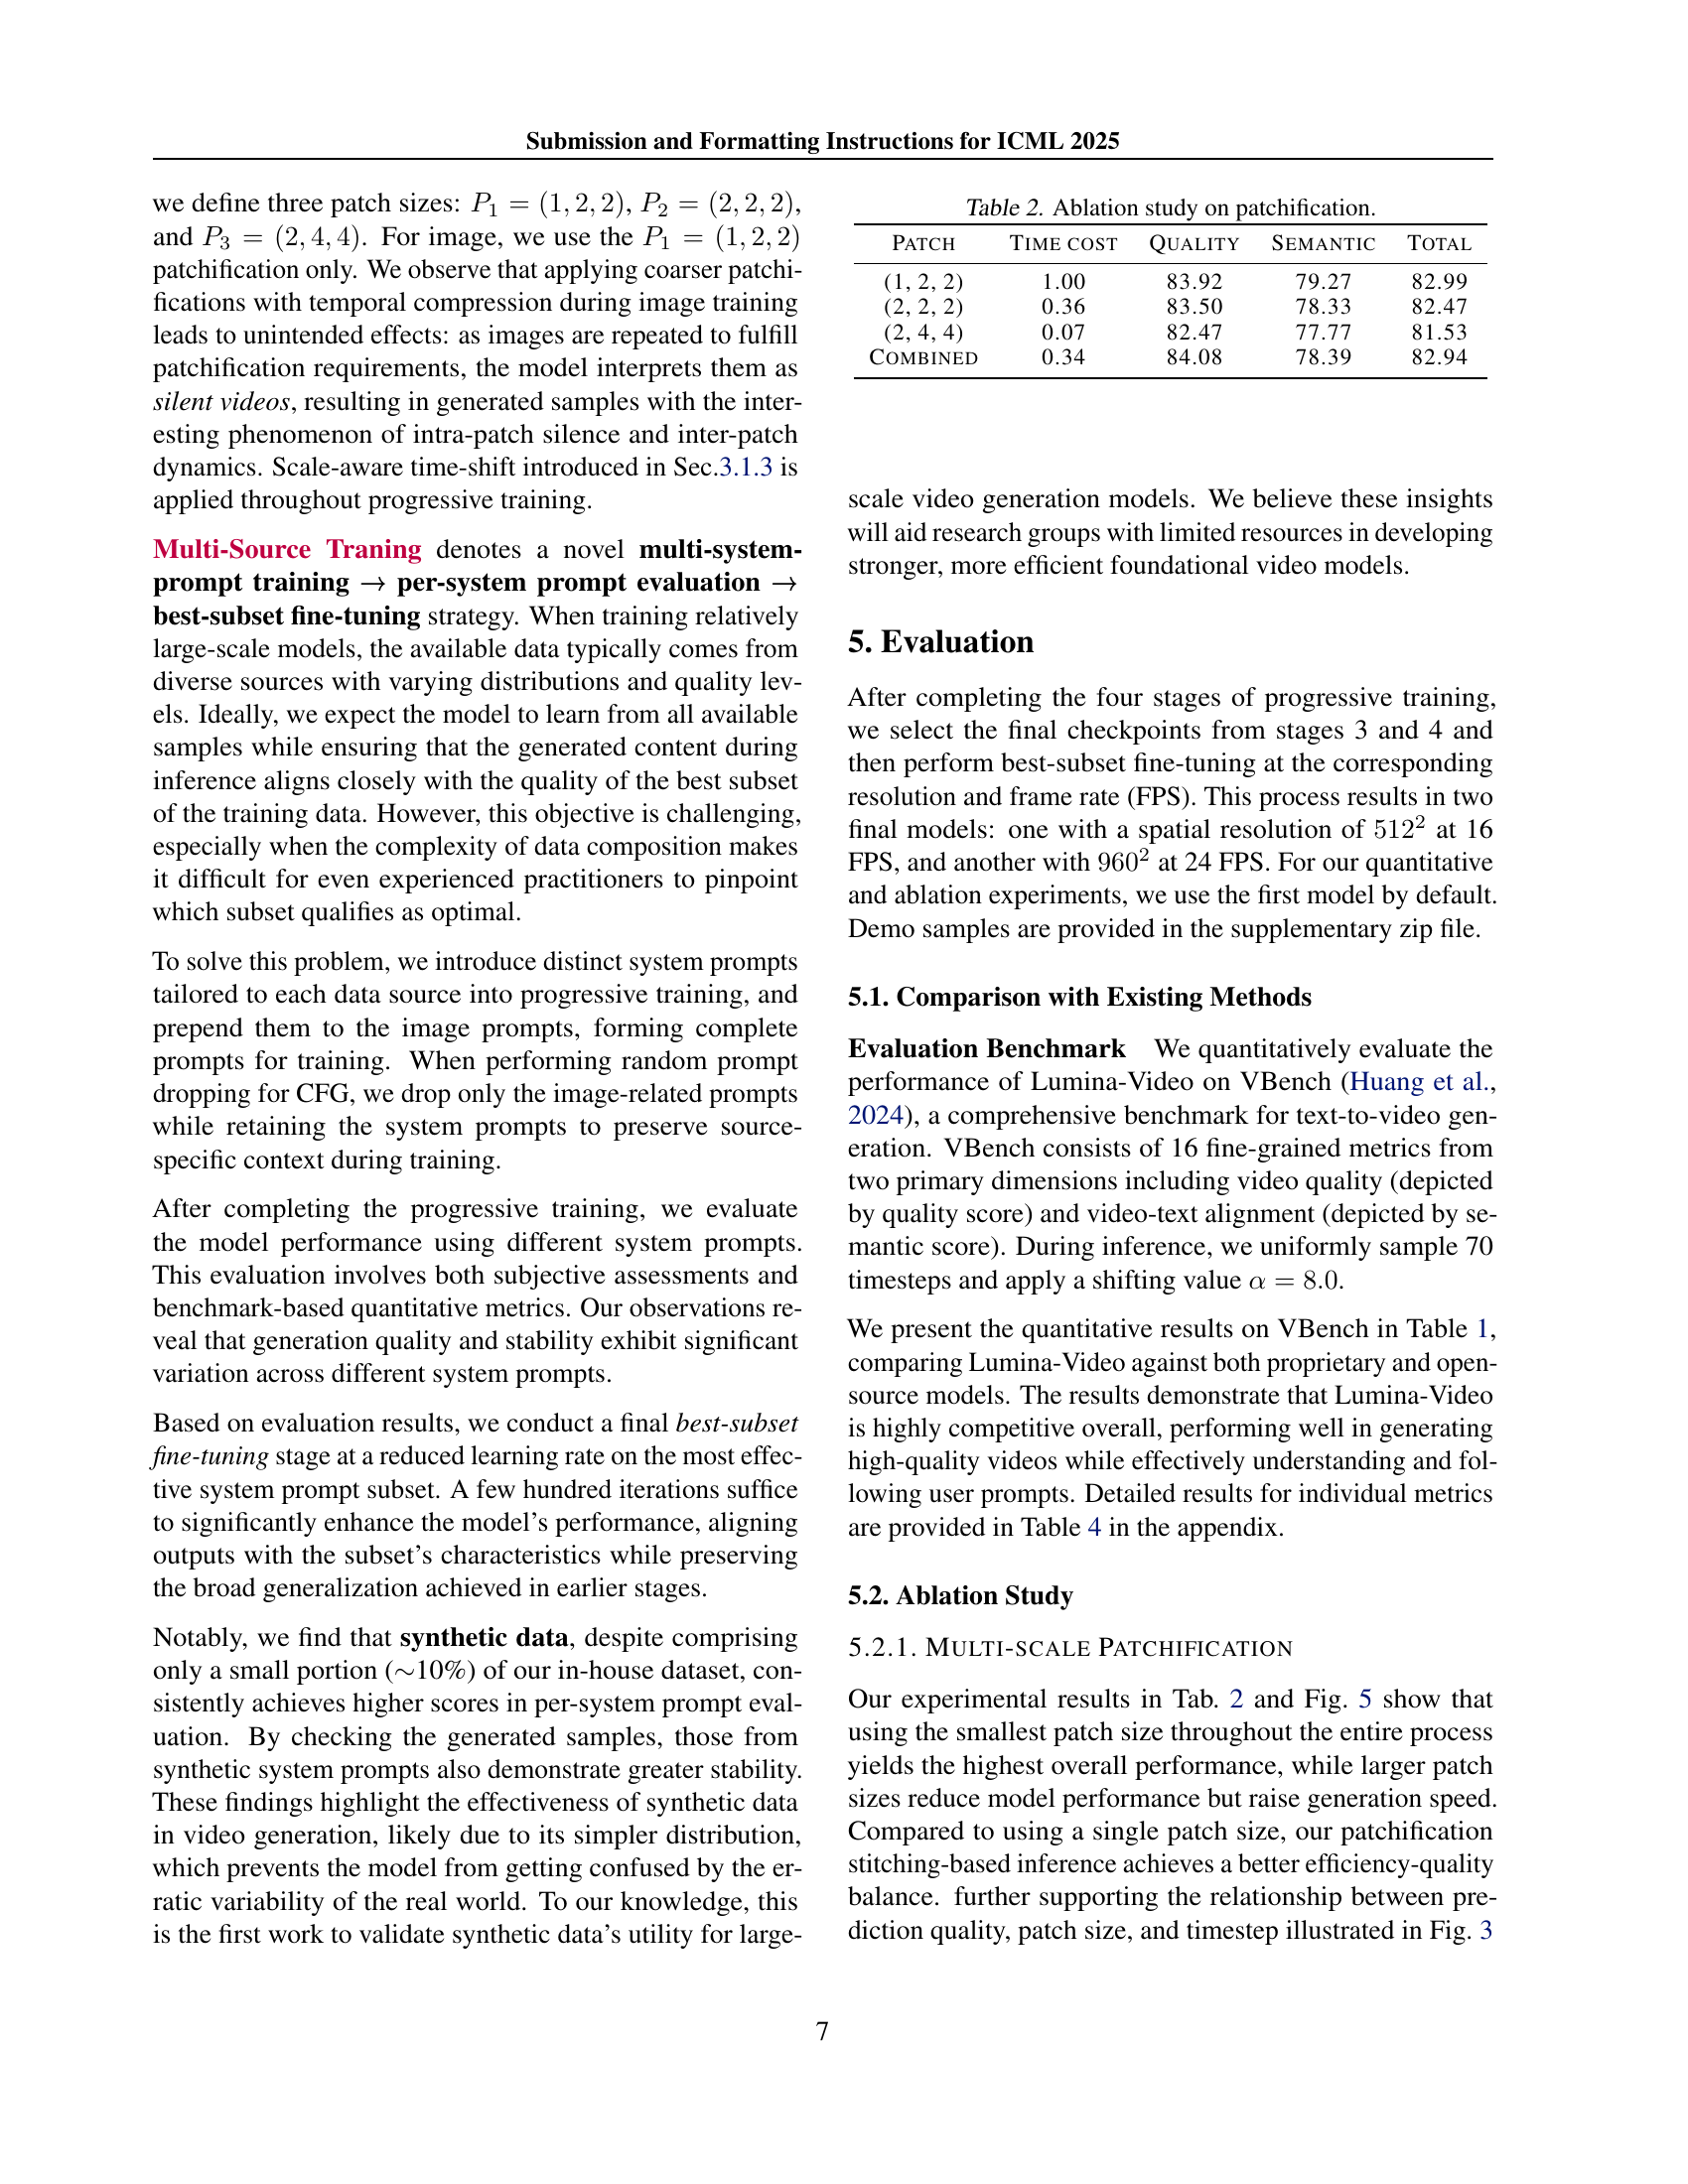 Submission and Formatting Instructions for ICML 2025
we define three patch sizes: P₁ = (1, 2, 2), P₂ = (2, 2, 2),
and P₃ = (2, 4, 4). For image, we use the P₁ = (1, 2, 2)
patchification only. We observe that applying coarser patchi-
fications with temporal compression during image training
leads to unintended effects: as images are repeated to fulfill
patchification requirements, the model interprets them as
silent videos, resulting in generated samples with the inter-
esting phenomenon of intra-patch silence and inter-patch
dynamics. Scale-aware time-shift introduced in Sec.3.1.3 is
applied throughout progressive training.
Multi-Source Traning denotes a novel multi-system-
prompt training → per-system prompt evaluation →
best-subset fine-tuning strategy. When training relatively
large-scale models, the available data typically comes from
diverse sources with varying distributions and quality lev-
els. Ideally, we expect the model to learn from all available
samples while ensuring that the generated content during
inference aligns closely with the quality of the best subset
of the training data. However, this objective is challenging,
especially when the complexity of data composition makes
it difficult for even experienced practitioners to pinpoint
which subset qualifies as optimal.
To solve this problem, we introduce distinct system prompts
tailored to each data source into progressive training, and
prepend them to the image prompts, forming complete
prompts for training. When performing random prompt
dropping for CFG, we drop only the image-related prompts
while retaining the system prompts to preserve source-
specific context during training.
After completing the progressive training, we evaluate
the model performance using different system prompts.
This evaluation involves both subjective assessments and
benchmark-based quantitative metrics. Our observations re-
veal that generation quality and stability exhibit significant
variation across different system prompts.
Based on evaluation results, we conduct a final best-subset
fine-tuning stage at a reduced learning rate on the most effec-
tive system prompt subset. A few hundred iterations suffice
to significantly enhance the model's performance, aligning
outputs with the subset's characteristics while preserving
the broad generalization achieved in earlier stages.
Notably, we find that synthetic data, despite comprising
only a small portion (∼10%) of our in-house dataset, con-
sistently achieves higher scores in per-system prompt eval-
uation. By checking the generated samples, those from
synthetic system prompts also demonstrate greater stability.
These findings highlight the effectiveness of synthetic data
in video generation, likely due to its simpler distribution,
which prevents the model from getting confused by the er-
ratic variability of the real world. To our knowledge, this
is the first work to validate synthetic data's utility for large-
Table 2. Ablation study on patchification.
PATCH TIME COST QUALITY SEMANTIC TOTAL
(1, 2, 2) 1.00 83.92 79.27 82.99
(2, 2, 2) 0.36 83.50 78.33 82.47
(2, 4, 4) 0.07 82.47 77.77 81.53
COMBINED 0.34 84.08 78.39 82.94
scale video generation models. We believe these insights
will aid research groups with limited resources in developing
stronger, more efficient foundational video models.
5. Evaluation
After completing the four stages of progressive training,
we select the final checkpoints from stages 3 and 4 and
then perform best-subset fine-tuning at the corresponding
resolution and frame rate (FPS). This process results in two
final models: one with a spatial resolution of 512² at 16
FPS, and another with 960² at 24 FPS. For our quantitative
and ablation experiments, we use the first model by default.
Demo samples are provided in the supplementary zip file.
5.1. Comparison with Existing Methods
Evaluation Benchmark We quantitatively evaluate the
performance of Lumina-Video on VBench (Huang et al.,
2024), a comprehensive benchmark for text-to-video gen-
eration. VBench consists of 16 fine-grained metrics from
two primary dimensions including video quality (depicted
by quality score) and video-text alignment (depicted by se-
mantic score). During inference, we uniformly sample 70
timesteps and apply a shifting value α = 8.0.
We present the quantitative results on VBench in Table 1,
comparing Lumina-Video against both proprietary and open-
source models. The results demonstrate that Lumina-Video
is highly competitive overall, performing well in generating
high-quality videos while effectively understanding and fol-
lowing user prompts. Detailed results for individual metrics
are provided in Table 4 in the appendix.
5.2. Ablation Study
5.2.1. MULTI-SCALE PATCHIFICATION
Our experimental results in Tab. 2 and Fig. 5 show that
using the smallest patch size throughout the entire process
yields the highest overall performance, while larger patch
sizes reduce model performance but raise generation speed.
Compared to using a single patch size, our patchification
stitching-based inference achieves a better efficiency-quality
balance. further supporting the relationship between pre-
diction quality, patch size, and timestep illustrated in Fig. 3
7